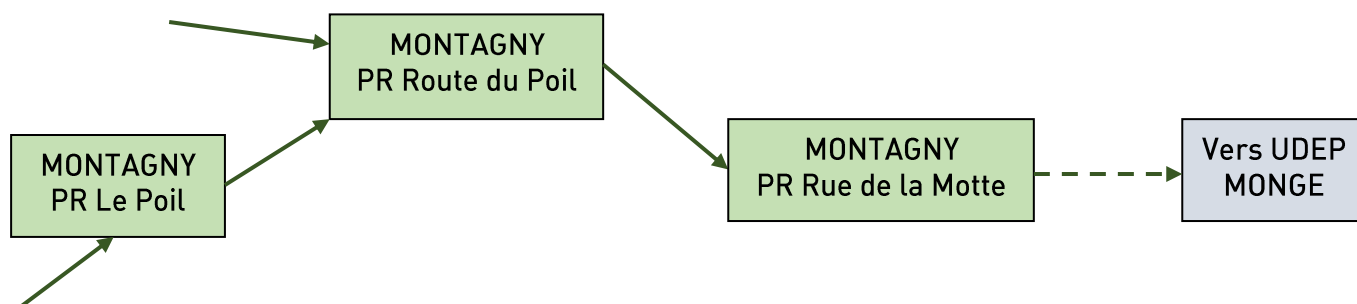 MONTAGNY
PR Route du Poil
MONTAGNY
PR Le Poil
MONTAGNY
PR Rue de la Motte
Vers UDEP
MONGE